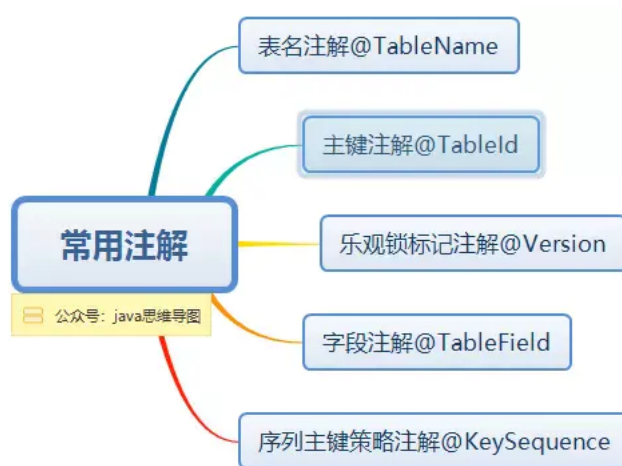 表名注解@TableName
主键注解@TableId
常用注解
乐观锁标记注解@Version
公众号：java思维导图
字段注解@TableField
序列主键策略注解@KeySequence